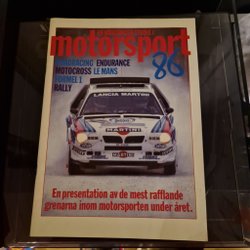 motorsport
86
ENDURANCE
MOTOCROSS LE MANS
FORMEL 1
RALLY
LANCIA MARTINI
MARTINI
En presentation av de mest rafflande
grenarna inom motorsporten under året.